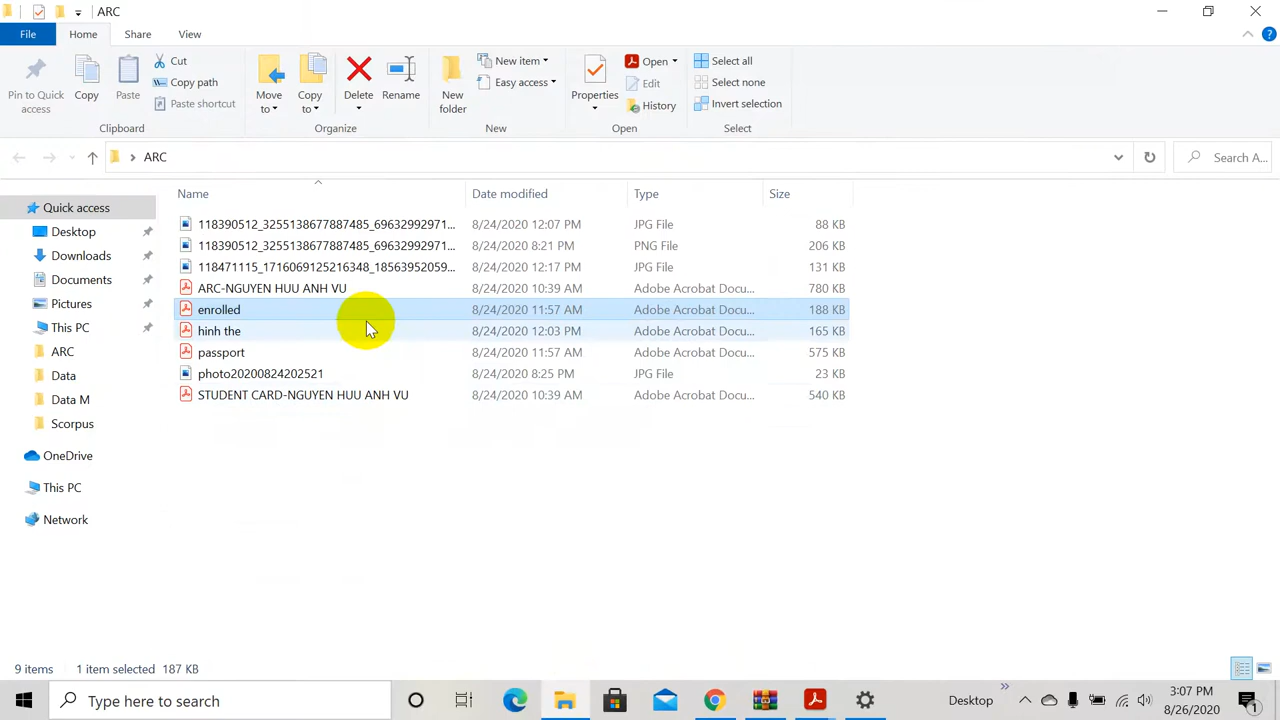 ARC
File Home Share View
Pin to Quick access
Copy
Paste
Cut
Copy path
Paste shortcut
Clipboard
Move to
Copy to
Delete
Rename
Organize
New folder
New item
Easy access
New
Properties
Open
Edit
History
Open
Select all
Select none
Invert selection
Select
ARC
Search A...
Name Date modified Type Size
118390512_3255138677887485_69632992971... 8/24/2020 12:07 PM JPG File 88 KB
118390512_3255138677887485_69632992971... 8/24/2020 8:21 PM PNG File 206 KB
118471115_1716069125216348_18563952059... 8/24/2020 12:17 PM JPG File 131 KB
ARC-NGUYEN HUU ANH VU 8/24/2020 10:39 AM Adobe Acrobat Docu... 780 KB
enrolled 8/24/2020 11:57 AM Adobe Acrobat Docu... 188 KB
hinh the 8/24/2020 12:03 PM Adobe Acrobat Docu... 165 KB
passport 8/24/2020 11:57 AM Adobe Acrobat Docu... 575 KB
photo20200824202521 8/24/2020 8:25 PM JPG File 23 KB
STUDENT CARD-NGUYEN HUU ANH VU 8/24/2020 10:39 AM Adobe Acrobat Docu... 540 KB
Quick access
Desktop
Downloads
Documents
Pictures
This PC
ARC
Data
Data M
Scorpus
OneDrive
This PC
Network
9 items 1 item selected 187 KB
Type here to search
Desktop
3:07 PM
8/26/2020
1